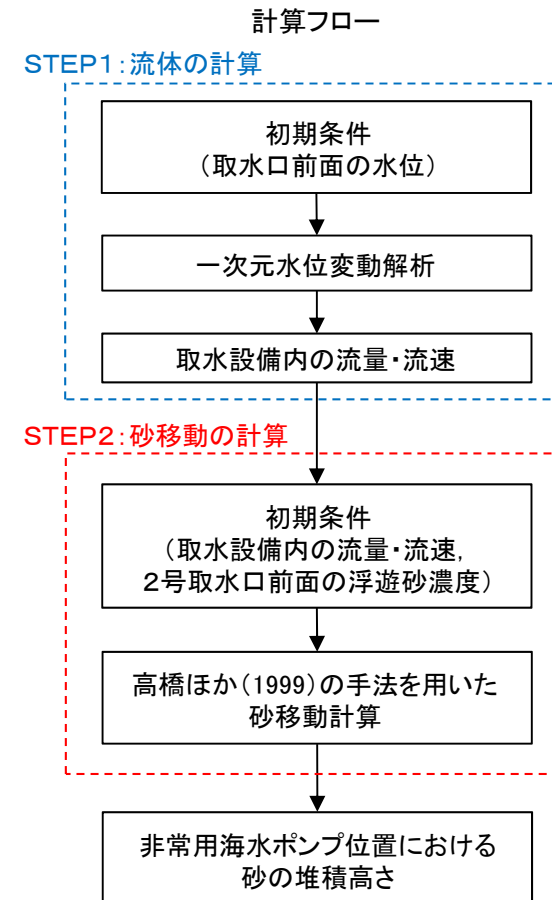 計算フロー
STEP1:流体の計算
初期条件
(取水口前面の水位)
一次元水位変動解析
取水設備内の流量・流速
STEP2:砂移動の計算
初期条件
(取水設備内の流量・流速,
2号取水口前面の浮遊砂濃度)
高橋ほか(1999)の手法を用いた
砂移動計算
非常用海水ポンプ位置における
砂の堆積高さ